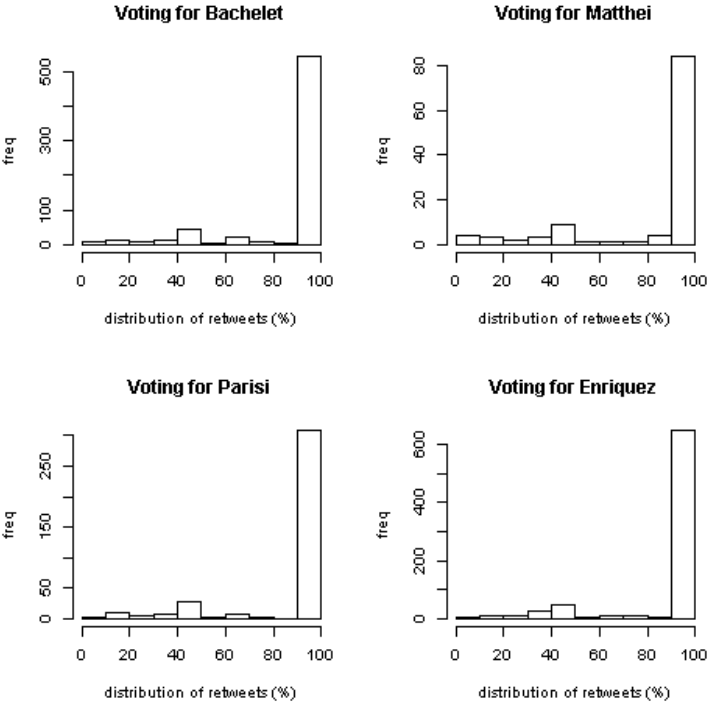 Voting for Bachelet
freq
0 100 300 500
0 20 40 60 80 100
distribution of retweets (%)
Voting for Matthei
freq
0 20 40 60 80
0 20 40 60 80 100
distribution of retweets (%)
Voting for Parisi
freq
0 50 150 250
0 20 40 60 80 100
distribution of retweets (%)
Voting for Enriquez
freq
0 200 400 600
0 20 40 60 80 100
distribution of retweets (%)